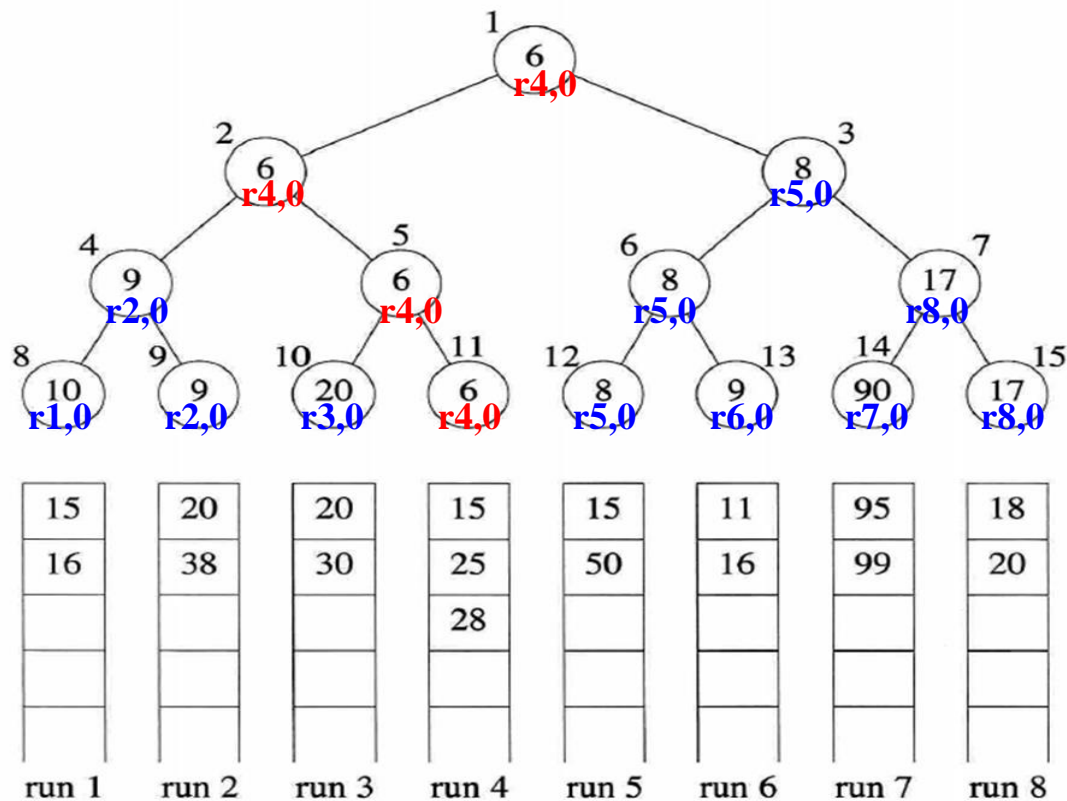 1
6
r4,0
2 3
6 8
r4,0 r5,0
4 5 6 7
9 6 8 17
r2,0 r4,0 r5,0 r8,0
8 9 10 11 12 13 14 15
10 9 20 6 8 9 90 17
r1,0 r2,0 r3,0 r4,0 r5,0 r6,0 r7,0 r8,0
15 20 20 15 15 11 95 18
16 38 30 25 50 16 99 20
28
run 1 run 2 run 3 run 4 run 5 run 6 run 7 run 8